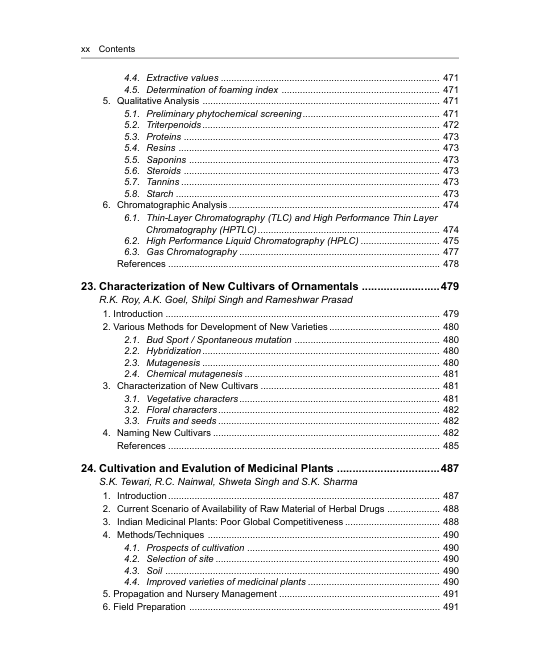 xx Contents
4.4. Extractive values ........ 471
4.5. Determination of foaming index ........ 471
5. Qualitative Analysis ........ 471
5.1. Preliminary phytochemical screening ........ 471
5.2. Triterpenoids ........ 472
5.3. Proteins ........ 473
5.4. Resins ........ 473
5.5. Saponins ........ 473
5.6. Steroids ........ 473
5.7. Tannins ........ 473
5.8. Starch ........ 473
6. Chromatographic Analysis ........ 474
6.1. Thin-Layer Chromatography (TLC) and High Performance Thin Layer
Chromatography (HPTLC) ........ 474
6.2. High Performance Liquid Chromatography (HPLC) ........ 475
6.3. Gas Chromatography ........ 477
References ........ 478
23. Characterization of New Cultivars of Ornamentals ........ 479
R.K. Roy, A.K. Goel, Shilpi Singh and Rameshwar Prasad
1. Introduction ........ 479
2. Various Methods for Development of New Varieties ........ 480
2.1. Bud Sport / Spontaneous mutation ........ 480
2.2. Hybridization ........ 480
2.3. Mutagenesis ........ 480
2.4. Chemical mutagenesis ........ 481
3. Characterization of New Cultivars ........ 481
3.1. Vegetative characters ........ 481
3.2. Floral characters ........ 482
3.3. Fruits and seeds ........ 482
4. Naming New Cultivars ........ 482
References ........ 485
24. Cultivation and Evalution of Medicinal Plants ........ 487
S.K. Tewari, R.C. Nainwal, Shweta Singh and S.K. Sharma
1. Introduction ........ 487
2. Current Scenario of Availability of Raw Material of Herbal Drugs ........ 488
3. Indian Medicinal Plants: Poor Global Competitiveness ........ 488
4. Methods/Techniques ........ 490
4.1. Prospects of cultivation ........ 490
4.2. Selection of site ........ 490
4.3. Soil ........ 490
4.4. Improved varieties of medicinal plants ........ 490
5. Propagation and Nursery Management ........ 491
6. Field Preparation ........ 491